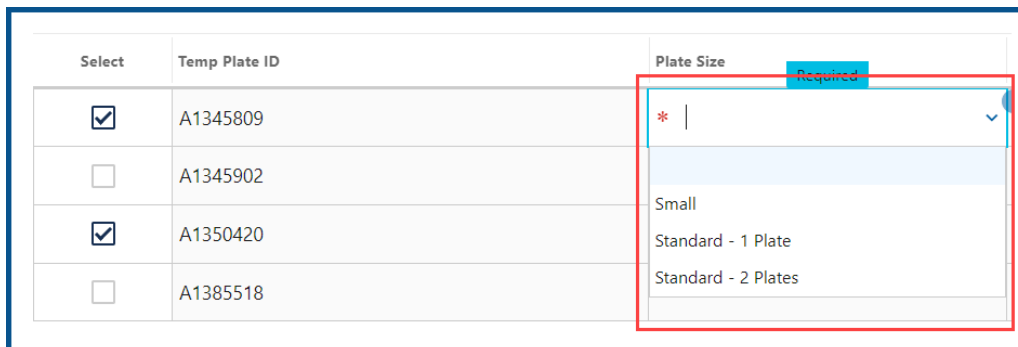 Select Temp Plate ID Plate Size
Required
A1345809 *
A1345902
Small
A1350420 Standard - 1 Plate
Standard - 2 Plates
A1385518